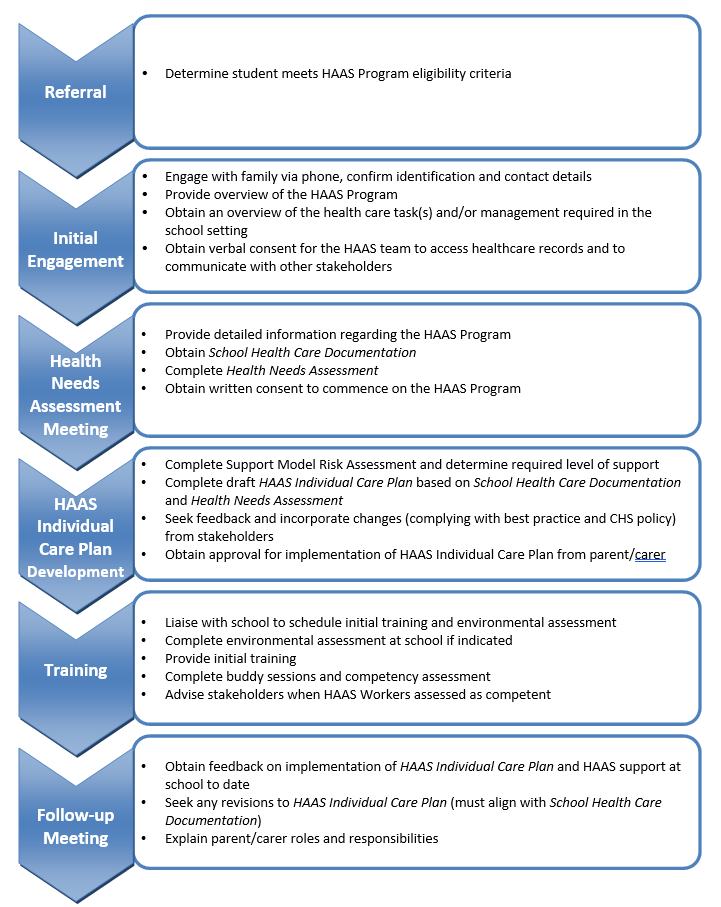 Referral
• Determine student meets HAAS Program eligibility criteria
Initial
Engagement
• Engage with family via phone, confirm identification and contact details
• Provide overview of the HAAS Program
• Obtain an overview of the health care task(s) and/or management required in the
school setting
• Obtain verbal consent for the HAAS team to access healthcare records and to
communicate with other stakeholders
Health
Needs
Assessment
Meeting
• Provide detailed information regarding the HAAS Program
• Obtain School Health Care Documentation
• Complete Health Needs Assessment
• Obtain written consent to commence on the HAAS Program
HAAS
Individual
Care Plan
Development
• Complete Support Model Risk Assessment and determine required level of support
• Complete draft HAAS Individual Care Plan based on School Health Care Documentation
and Health Needs Assessment
• Seek feedback and incorporate changes (complying with best practice and CHS policy)
from stakeholders
• Obtain approval for implementation of HAAS Individual Care Plan from parent/carer
Training
• Liaise with school to schedule initial training and environmental assessment
• Complete environmental assessment at school if indicated
• Provide initial training
• Complete buddy sessions and competency assessment
• Advise stakeholders when HAAS Workers assessed as competent
Follow-up
Meeting
• Obtain feedback on implementation of HAAS Individual Care Plan and HAAS support at
school to date
• Seek any revisions to HAAS Individual Care Plan (must align with School Health Care
Documentation)
• Explain parent/carer roles and responsibilities